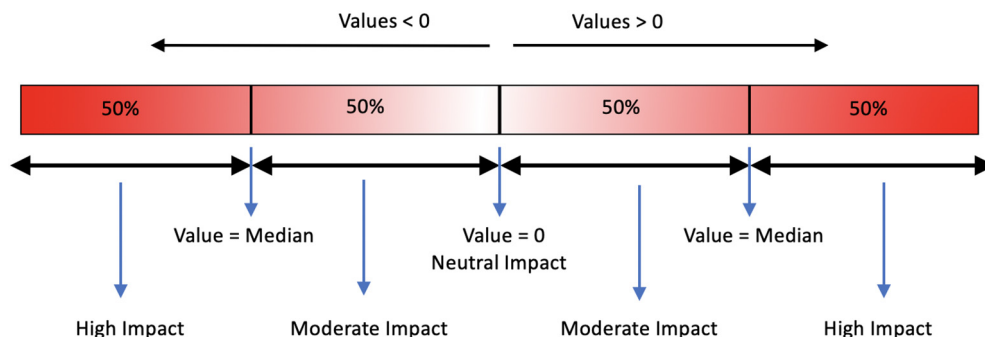 Values < 0
Values > 0
50%
50%
50%
50%
Value = Median
Value = 0
Neutral Impact
Value = Median
High Impact
Moderate Impact
Moderate Impact
High Impact